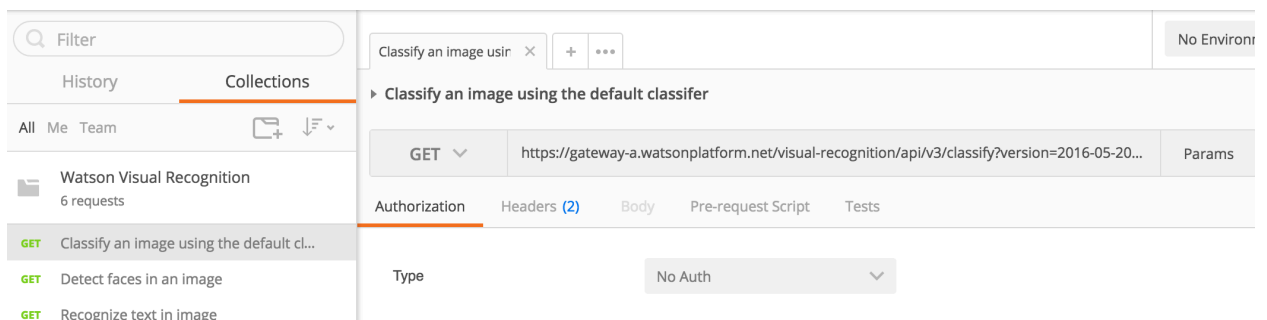 Filter
History Collections
All Me Team
Watson Visual Recognition
6 requests
GET Classify an image using the default cl...
GET Detect faces in an image
GET Recognize text in image
Classify an image usin
No Environ
Classify an image using the default classifer
GET https://gateway-a.watsonplatform.net/visual-recognition/api/v3/classify?version=2016-05-20... Params
Authorization Headers (2) Body Pre-request Script Tests
Type No Auth